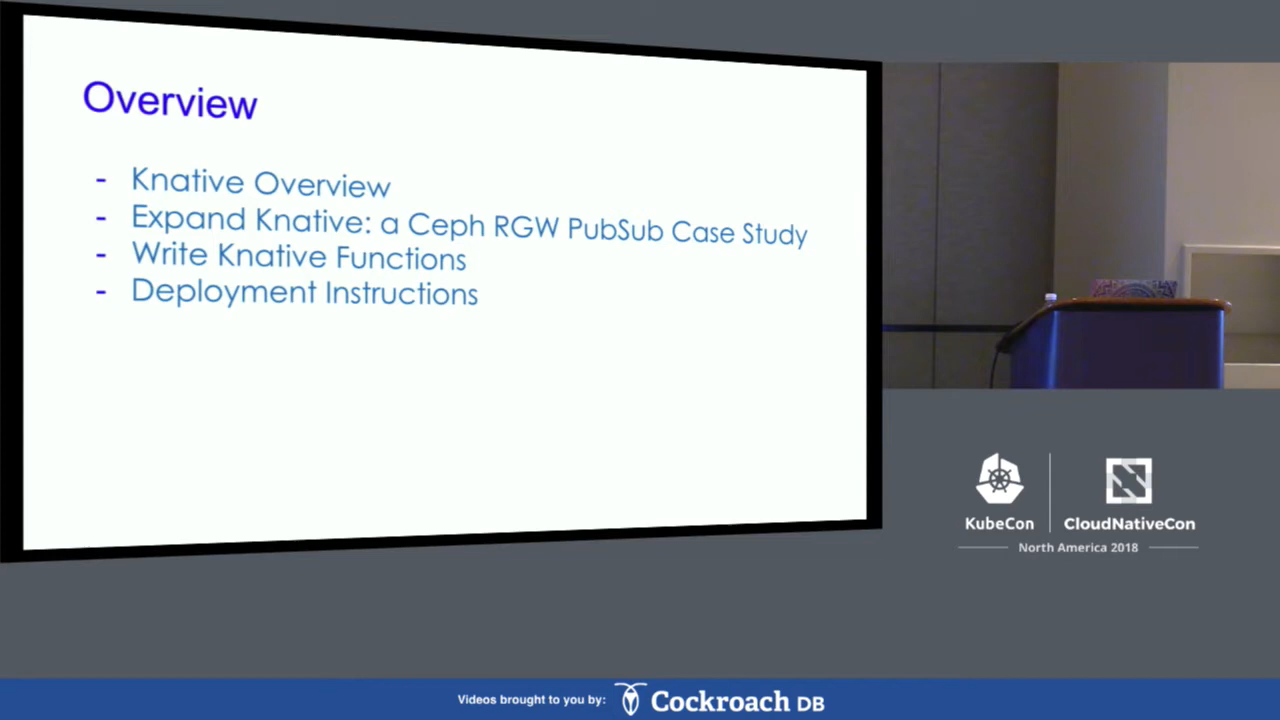 Overview
- Knative Overview
- Expand Knative: a Ceph RGW PubSub Case Study
- Write Knative Functions
- Deployment Instructions
KubeCon
CloudNativeCon
North America 2018
Videos brought to you by:
Cockroach DB